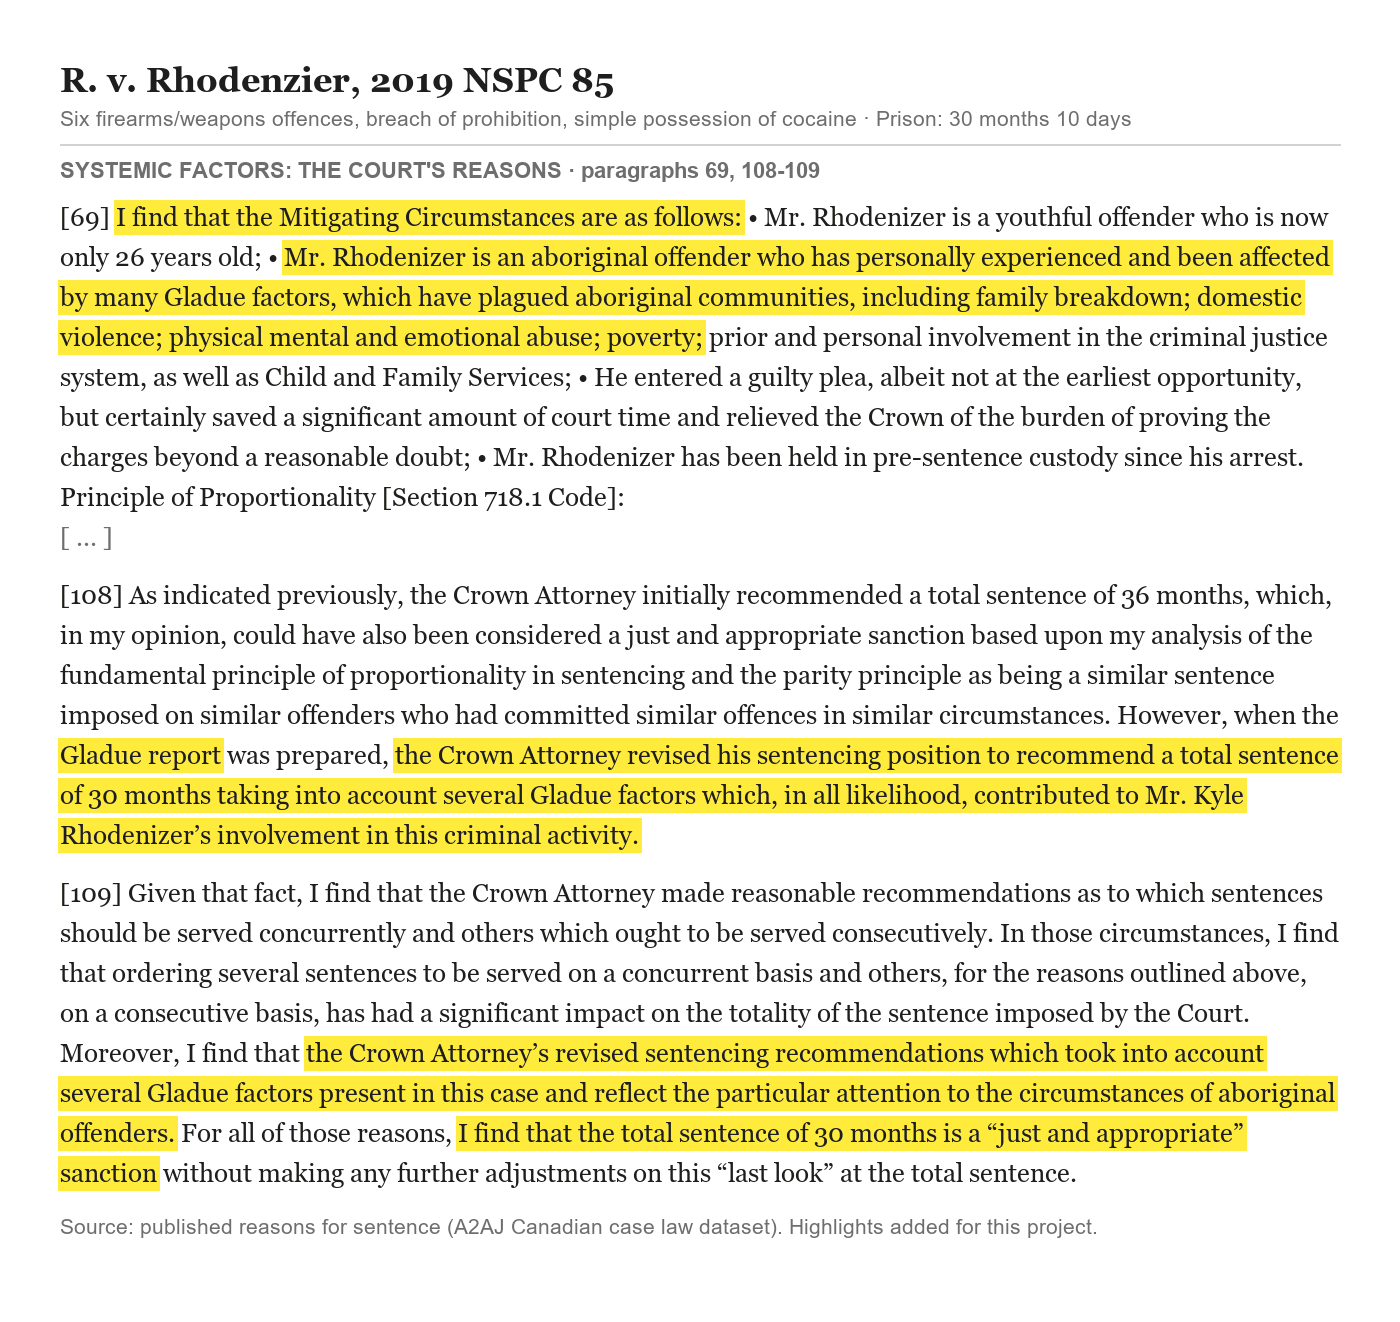 R. v. Rhodenzier, 2019 NSPC 85
Six firearms/weapons offences, breach of prohibition, simple possession of cocaine · Prison: 30 months 10 days
SYSTEMIC FACTORS: THE COURT'S REASONS · paragraphs 69, 108-109
[69] I find that the Mitigating Circumstances are as follows: • Mr. Rhodenizer is a youthful offender who is now
only 26 years old; • Mr. Rhodenizer is an aboriginal offender who has personally experienced and been affected
by many Gladue factors, which have plagued aboriginal communities, including family breakdown; domestic
violence; physical mental and emotional abuse; poverty; prior and personal involvement in the criminal justice
system, as well as Child and Family Services; • He entered a guilty plea, albeit not at the earliest opportunity,
but certainly saved a significant amount of court time and relieved the Crown of the burden of proving the
charges beyond a reasonable doubt; • Mr. Rhodenizer has been held in pre-sentence custody since his arrest.
Principle of Proportionality [Section 718.1 Code]:
[ ... ]
[108] As indicated previously, the Crown Attorney initially recommended a total sentence of 36 months, which,
in my opinion, could have also been considered a just and appropriate sanction based upon my analysis of the
fundamental principle of proportionality in sentencing and the parity principle as being a similar sentence
imposed on similar offenders who had committed similar offences in similar circumstances. However, when the
Gladue report was prepared, the Crown Attorney revised his sentencing position to recommend a total sentence
of 30 months taking into account several Gladue factors which, in all likelihood, contributed to Mr. Kyle
Rhodenizer’s involvement in this criminal activity.
[109] Given that fact, I find that the Crown Attorney made reasonable recommendations as to which sentences
should be served concurrently and others which ought to be served consecutively. In those circumstances, I find
that ordering several sentences to be served on a concurrent basis and others, for the reasons outlined above,
on a consecutive basis, has had a significant impact on the totality of the sentence imposed by the Court.
Moreover, I find that the Crown Attorney’s revised sentencing recommendations which took into account
several Gladue factors present in this case and reflect the particular attention to the circumstances of aboriginal
offenders. For all of those reasons, I find that the total sentence of 30 months is a “just and appropriate”
sanction without making any further adjustments on this “last look” at the total sentence.
Source: published reasons for sentence (A2AJ Canadian case law dataset). Highlights added for this project.